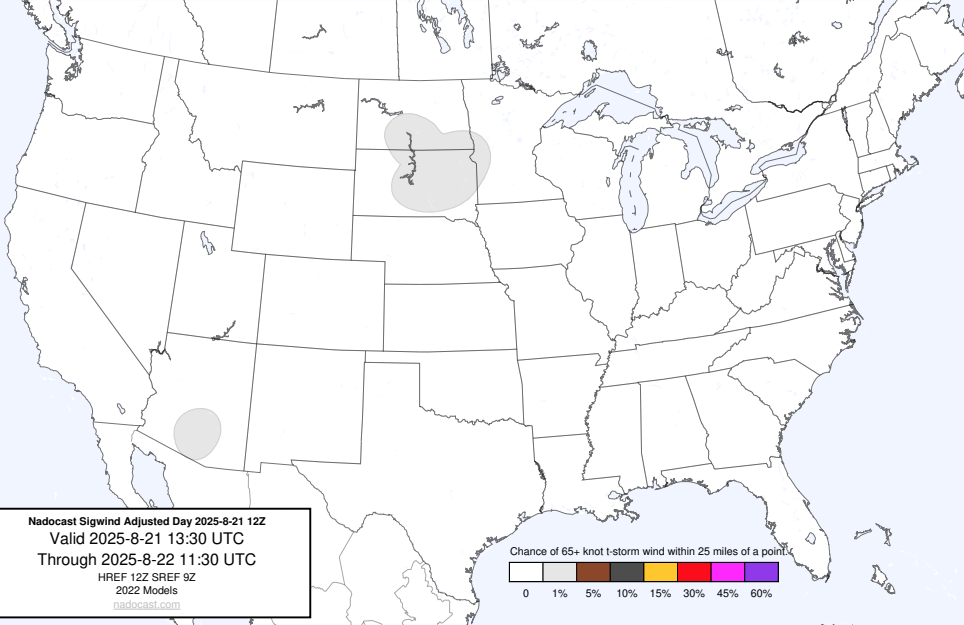 Nadocast Sigwind Adjusted Day 2025-8-21 12Z
Valid 2025-8-21 13:30 UTC
Through 2025-8-22 11:30 UTC
HREF 12Z SREF 9Z
2022 Models
nadocast.com
Chance of 65+ knot t-storm wind within 25 miles of a point.
0 1% 5% 10% 15% 30% 45% 60%